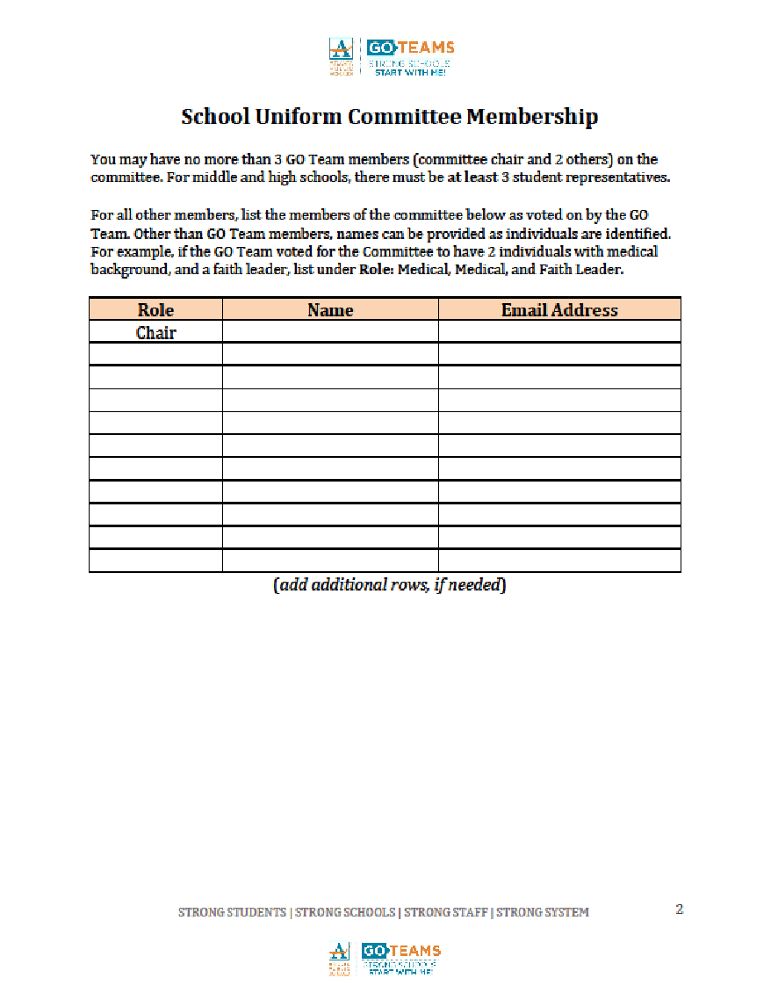 A
GO TEAMS
STRONG SCHOOLS
START WITH ME!
School Uniform Committee Membership
You may have no more than 3 GO Team members (committee chair and 2 others) on the
committee. For middle and high schools, there must be at least 3 student representatives.
For all other members, list the members of the committee below as voted on by the GO
Team. Other than GO Team members, names can be provided as individuals are identified.
For example, if the GO Team voted for the Committee to have 2 individuals with medical
background, and a faith leader, list under Role: Medical, Medical, and Faith Leader.
Role Name Email Address
Chair
(add additional rows, if needed)
STRONG STUDENTS | STRONG SCHOOLS | STRONG STAFF | STRONG SYSTEM
2
A
GO TEAMS
STRONG SCHOOLS
START WITH ME!